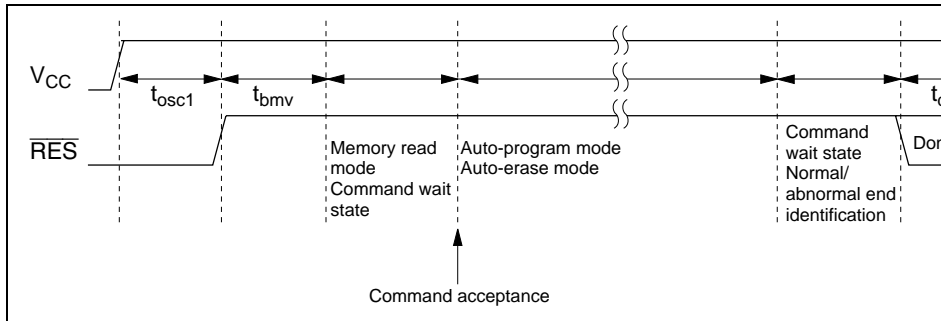 VCC
tosc1
tbmv
RES
Memory read
mode
Command wait
state
Auto-program mode
Auto-erase mode
Command
wait state
Normal/
abnormal end
identification
Command acceptance